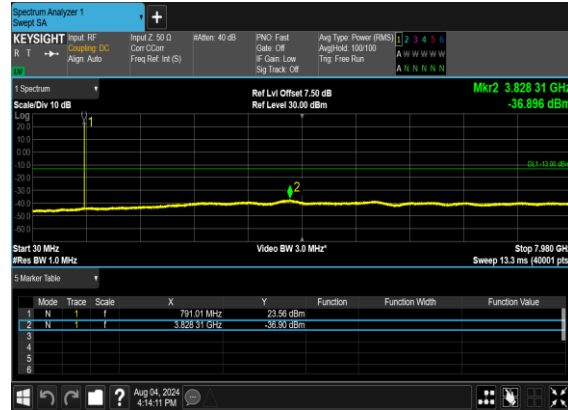 Spectrum Analyzer 1
Swept SA
KEYSIGHT Input: RF Input Z: 50 Ω #Atten: 40 dB PNO: Fast Avg Type: Power (RMS) 1 2 3 4 5 6
R T Coupling: DC Corr CCorr Gate: Off Avg|Hold: 100/100 A W W W W W
Align: Auto Freq Ref: Int (S) IF Gain: Low Trig: Free Run
Sig Track: Off A N N N N N
LXI
1 Spectrum Ref Lvl Offset 7.50 dB Mkr2 3.828 31 GHz
Scale/Div 10 dB Ref Level 30.00 dBm -36.896 dBm
Log
1
20.0
10.0
0.00
-10.0
DL1 -13.00 dBm
-20.0
-30.0
2
-40.0
-50.0
-60.0
Start 30 MHz Video BW 3.0 MHz* Stop 7.980 GHz
#Res BW 1.0 MHz Sweep 13.3 ms (40001 pts)
5 Marker Table
Mode Trace Scale X Y Function Function Width Function Value
1 N 1 f 791.01 MHz 23.56 dBm
2 N 1 f 3.828 31 GHz -36.90 dBm
3
4
5
6
? Aug 04, 2024
4:14:11 PM